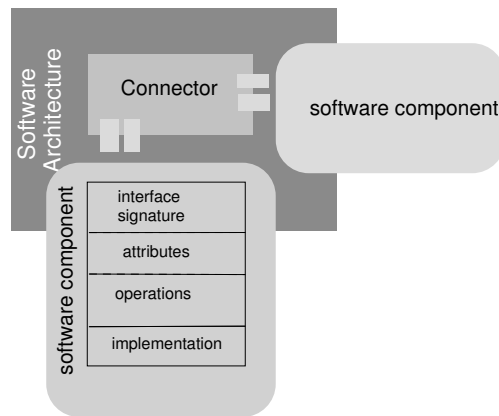 Software
Architecture
Connector
software component
software component
interface
signature
attributes
operations
implementation